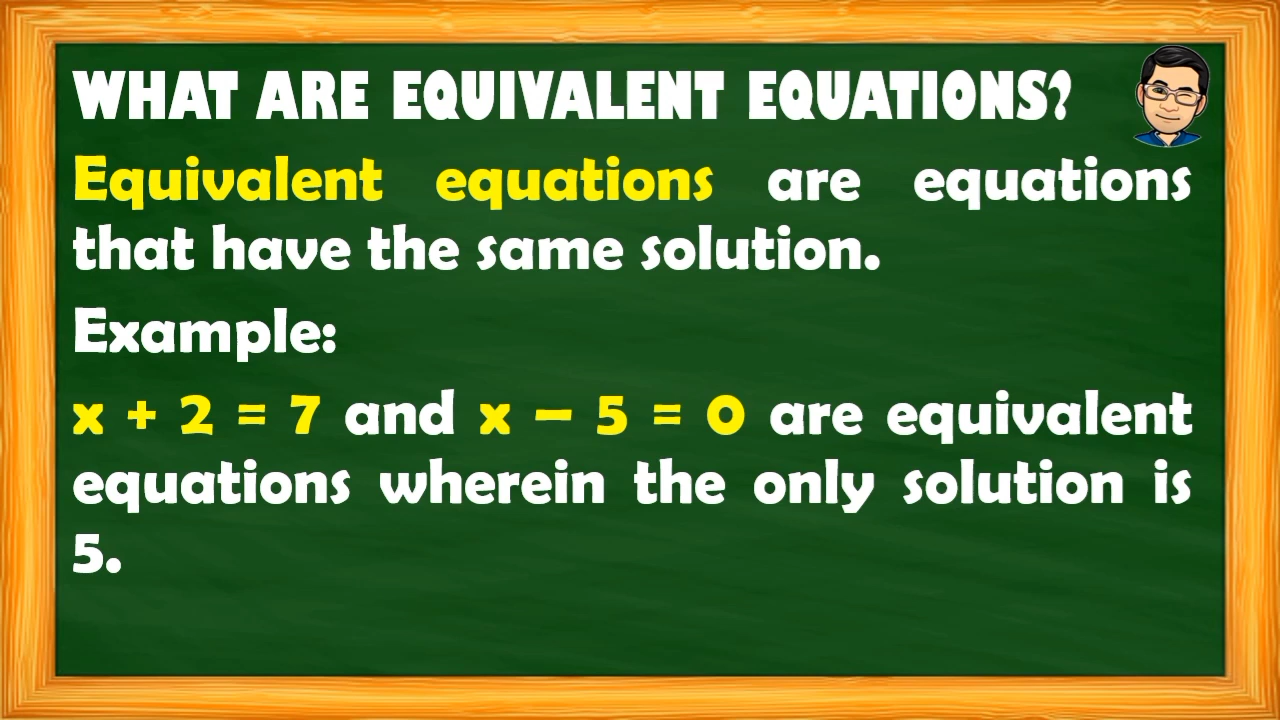 WHAT ARE EQUIVALENT EQUATIONS?
Equivalent equations are equations
that have the same solution.
Example:
x + 2 = 7 and x – 5 = 0 are equivalent
equations wherein the only solution is
5.